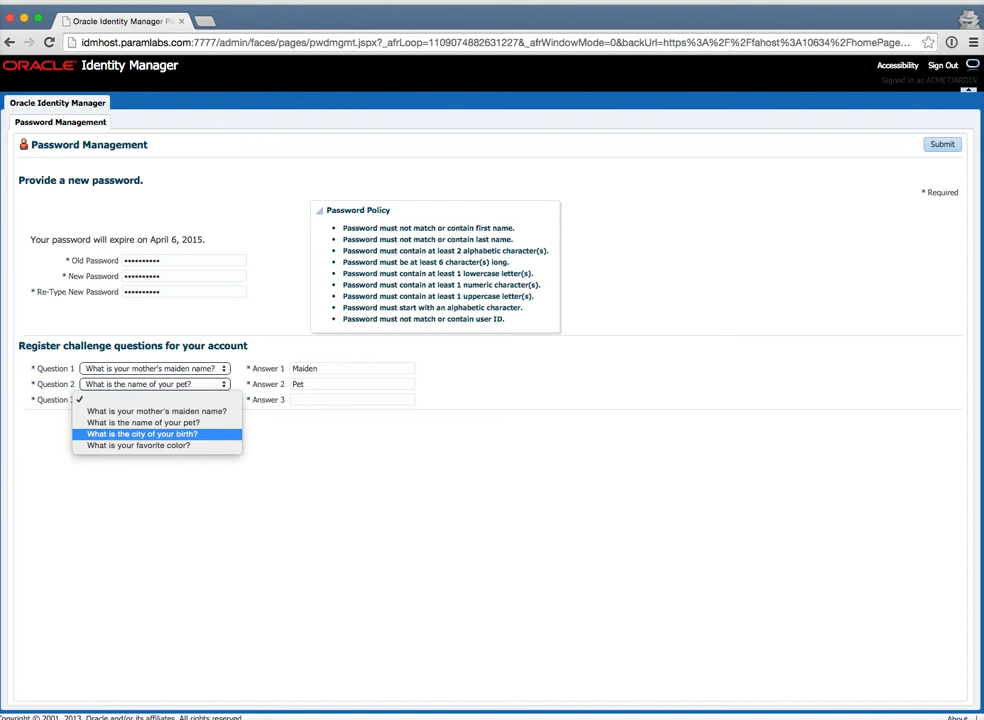 Oracle Identity Manager P
idmhost.paramlabs.com:7777/admin/faces/pages/pwdmgmt.jspx?_afrLoop=1109074882631227&_afrWindowMode=0&backUrl=https%3A%2F%2Ffahost%3A10634%2FhomePage...
ORACLE Identity Manager
Accessibility Sign Out
Signed in as ACMETJARDIN
Oracle Identity Manager
Password Management
Password Management
Submit
Provide a new password.
* Required
Password Policy
Your password will expire on April 6, 2015.
* Old Password ••••••••••
* New Password ••••••••••
* Re-Type New Password ••••••••••
• Password must not match or contain first name.
• Password must not match or contain last name.
• Password must contain at least 2 alphabetic character(s).
• Password must be at least 6 character(s) long.
• Password must contain at least 1 lowercase letter(s).
• Password must contain at least 1 numeric character(s).
• Password must contain at least 1 uppercase letter(s).
• Password must start with an alphabetic character.
• Password must not match or contain user ID.
Register challenge questions for your account
* Question 1 What is your mother's maiden name? * Answer 1 Maiden
* Question 2 What is the name of your pet? * Answer 2 Pet
* Question ✓ * Answer 3
What is your mother's maiden name?
What is the name of your pet?
What is the city of your birth?
What is your favorite color?
Copyright © 2001, 2013, Oracle and/or its affiliates. All rights reserved.
About